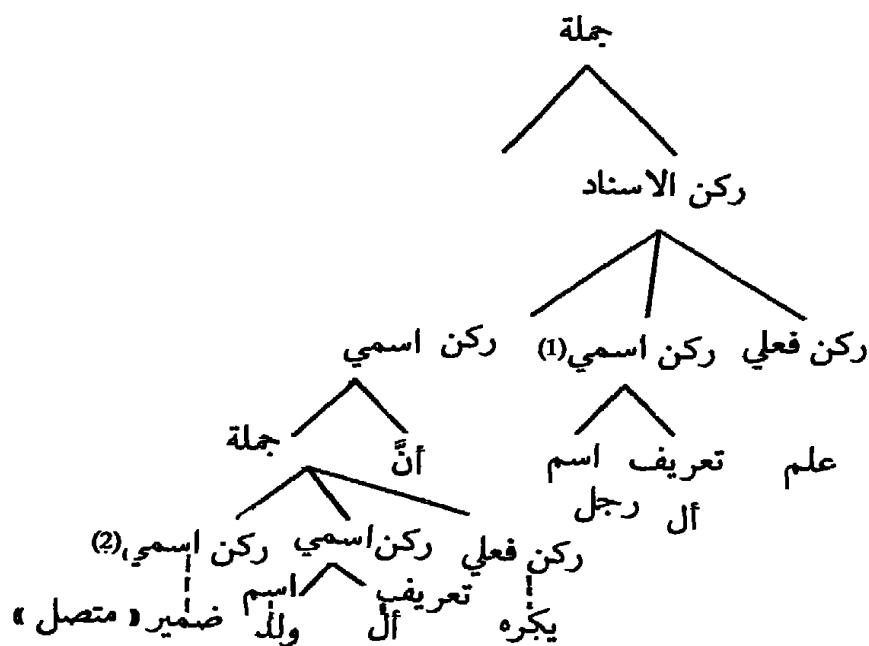 جملة
ركن الاسناد
ركن فعلي ركن اسمي (1) ركن اسمي
علم تعريف اسم أنَّ جملة
ال رجل
ركن فعلي ركن اسمي ركن اسمي (2)
تعريف اسم
يكره ال ولد ضمير « متصل »